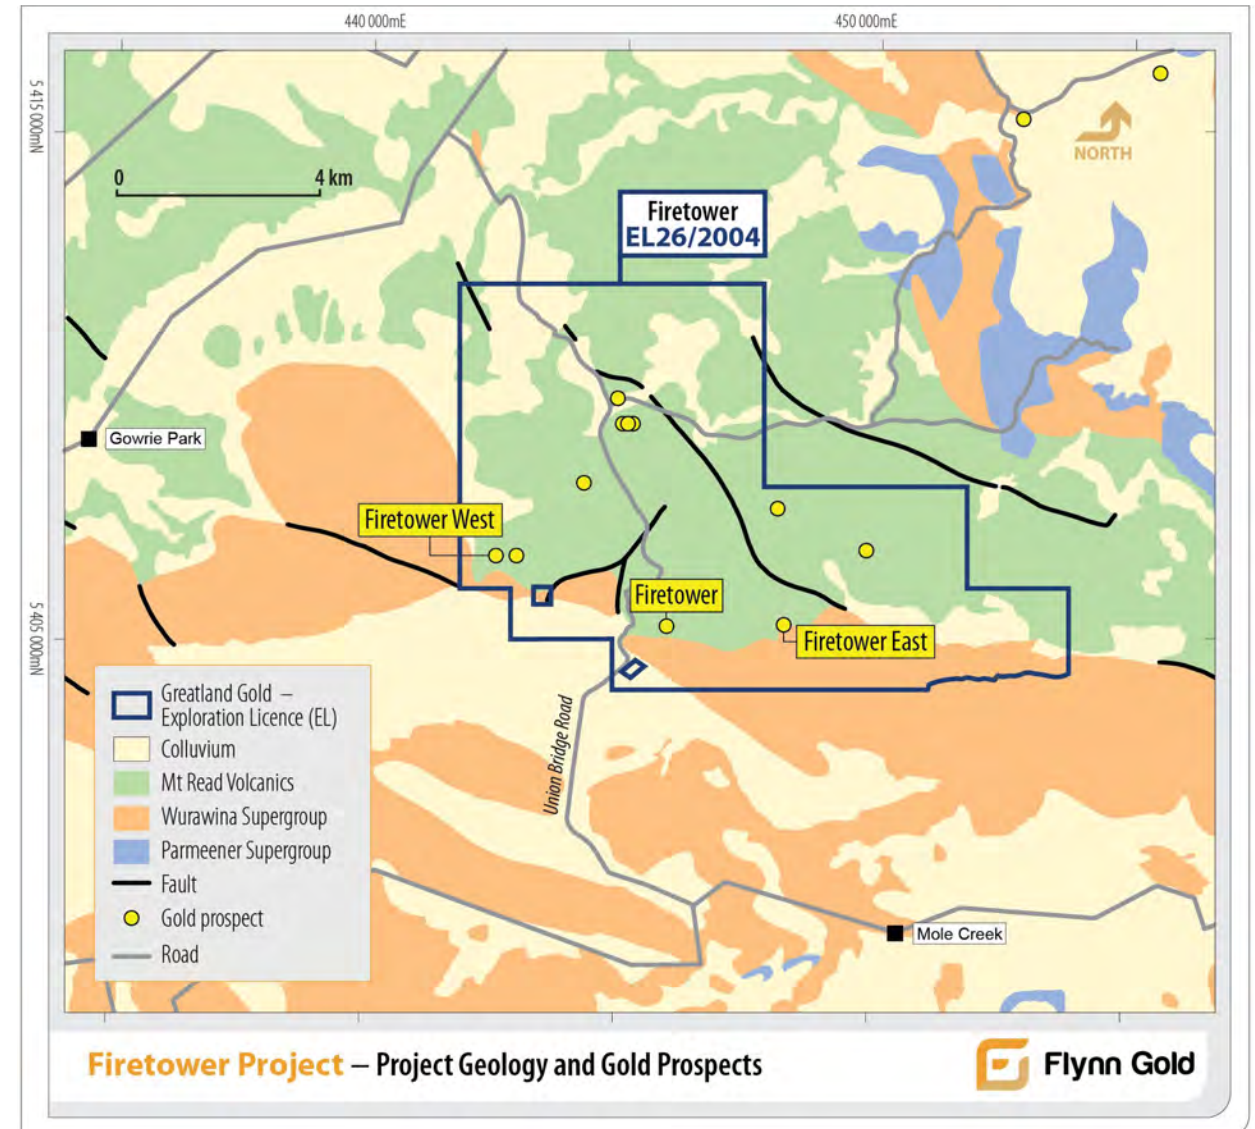 440 000mE
450 000mE
5 415 000mN
0
4 km
NORTH
Firetower
EL26/2004
Gowrie Park
Firetower West
Firetower
Firetower East
5 405 000mN
Union Bridge Road
Greatland Gold –
Exploration Licence (EL)
Colluvium
Mt Read Volcanics
Wurawina Supergroup
Parmeener Supergroup
Fault
Gold prospect
Road
Mole Creek
Firetower Project – Project Geology and Gold Prospects
Flynn Gold